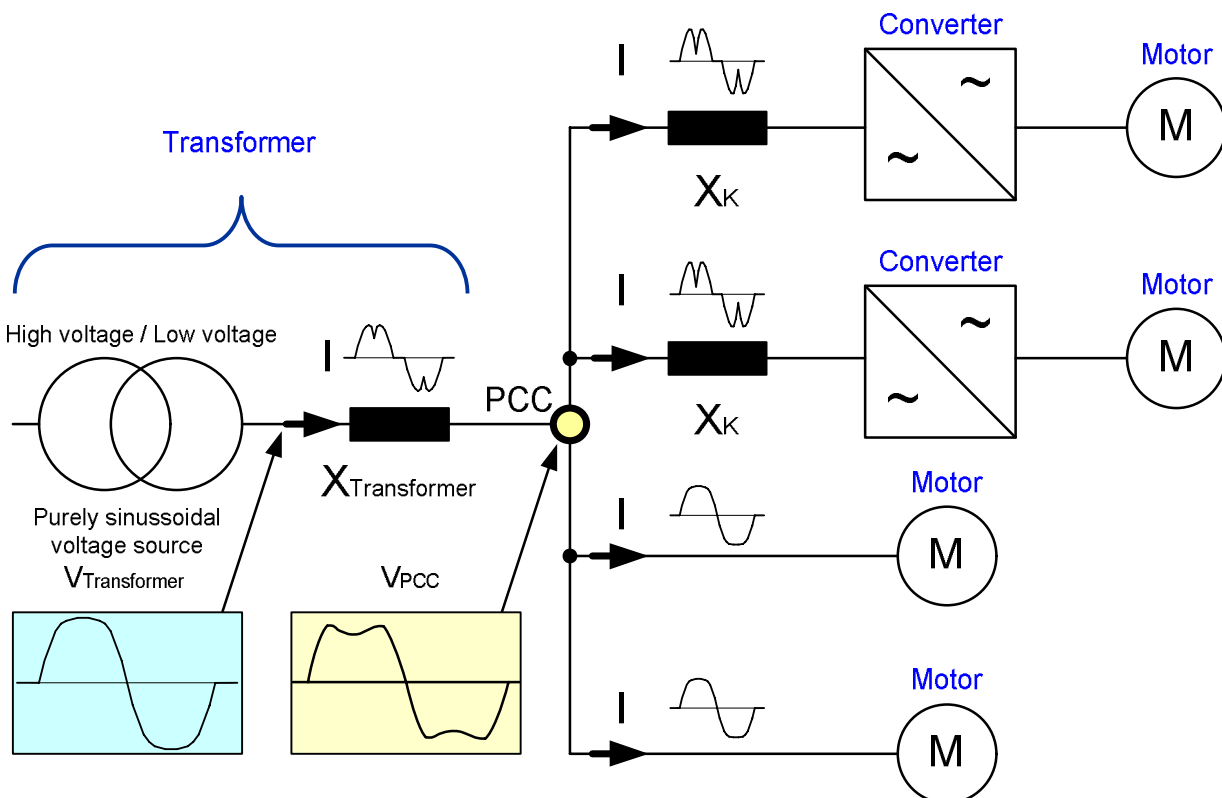 Converter
Motor
I
~
~
M
XK
Transformer
Converter
Motor
I
~
~
M
XK
High voltage / Low voltage
I
PCC
XTransformer
Purely sinussoidal
voltage source
VTransformer
VPCC
Motor
I
M
Motor
I
M